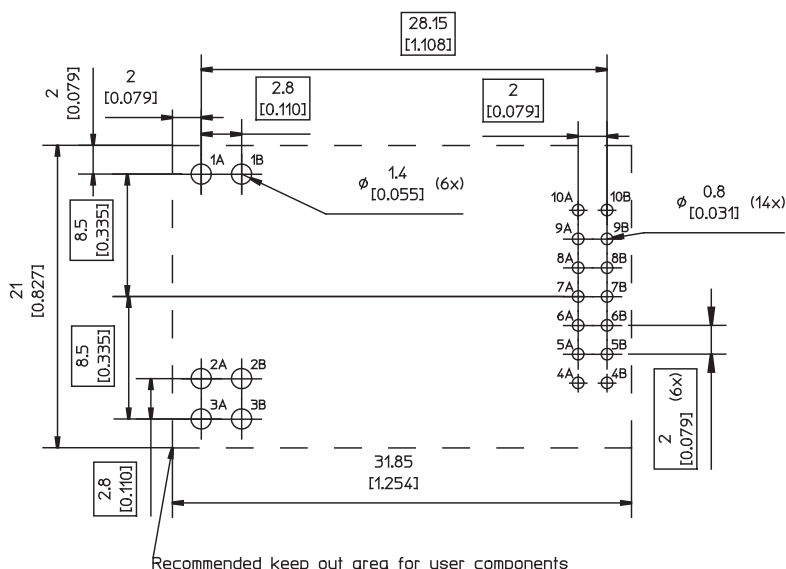 28.15
[1.108]
2
[0.079]
2
[0.079]
2.8
[0.110]
2
[0.079]
1A 1B
ø 1.4 (6x)
[0.055]
10A 10B
ø 0.8 (14x)
[0.031]
9A 9B
8A 8B
7A 7B
6A 6B
5A 5B
4A 4B
8.5
[0.335]
21
[0.827]
8.5
[0.335]
2A 2B
3A 3B
2 (6x)
[0.079]
2.8
[0.110]
31.85
[1.254]
Recommended keep out area for user components